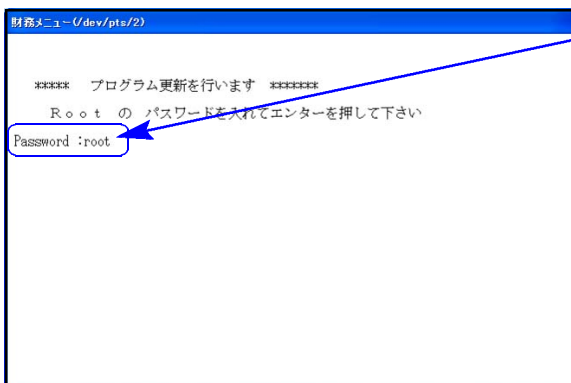 財務メニュー(/dev/pts/2)
***** プログラム更新を行います *******
Ｒｏｏｔ の パスワードを入れてエンターを押して下さい
Password :root